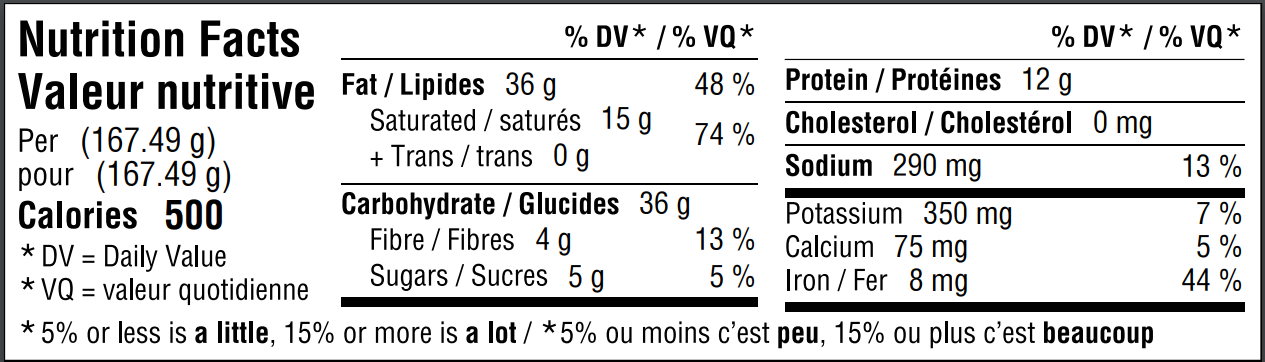 Nutrition Facts
Valeur nutritive
Per (167.49 g)
pour (167.49 g)
Calories 500
* DV = Daily Value
* VQ = valeur quotidienne
% DV* / % VQ*
Fat / Lipides 36 g 48 %
Saturated / saturés 15 g
+ Trans / trans 0 g
74 %
Carbohydrate / Glucides 36 g
Fibre / Fibres 4 g 13 %
Sugars / Sucres 5 g 5 %
% DV* / % VQ*
Protein / Protéines 12 g
Cholesterol / Cholestérol 0 mg
Sodium 290 mg 13 %
Potassium 350 mg 7 %
Calcium 75 mg 5 %
Iron / Fer 8 mg 44 %
* 5% or less is a little, 15% or more is a lot / *5% ou moins c’est peu, 15% ou plus c’est beaucoup